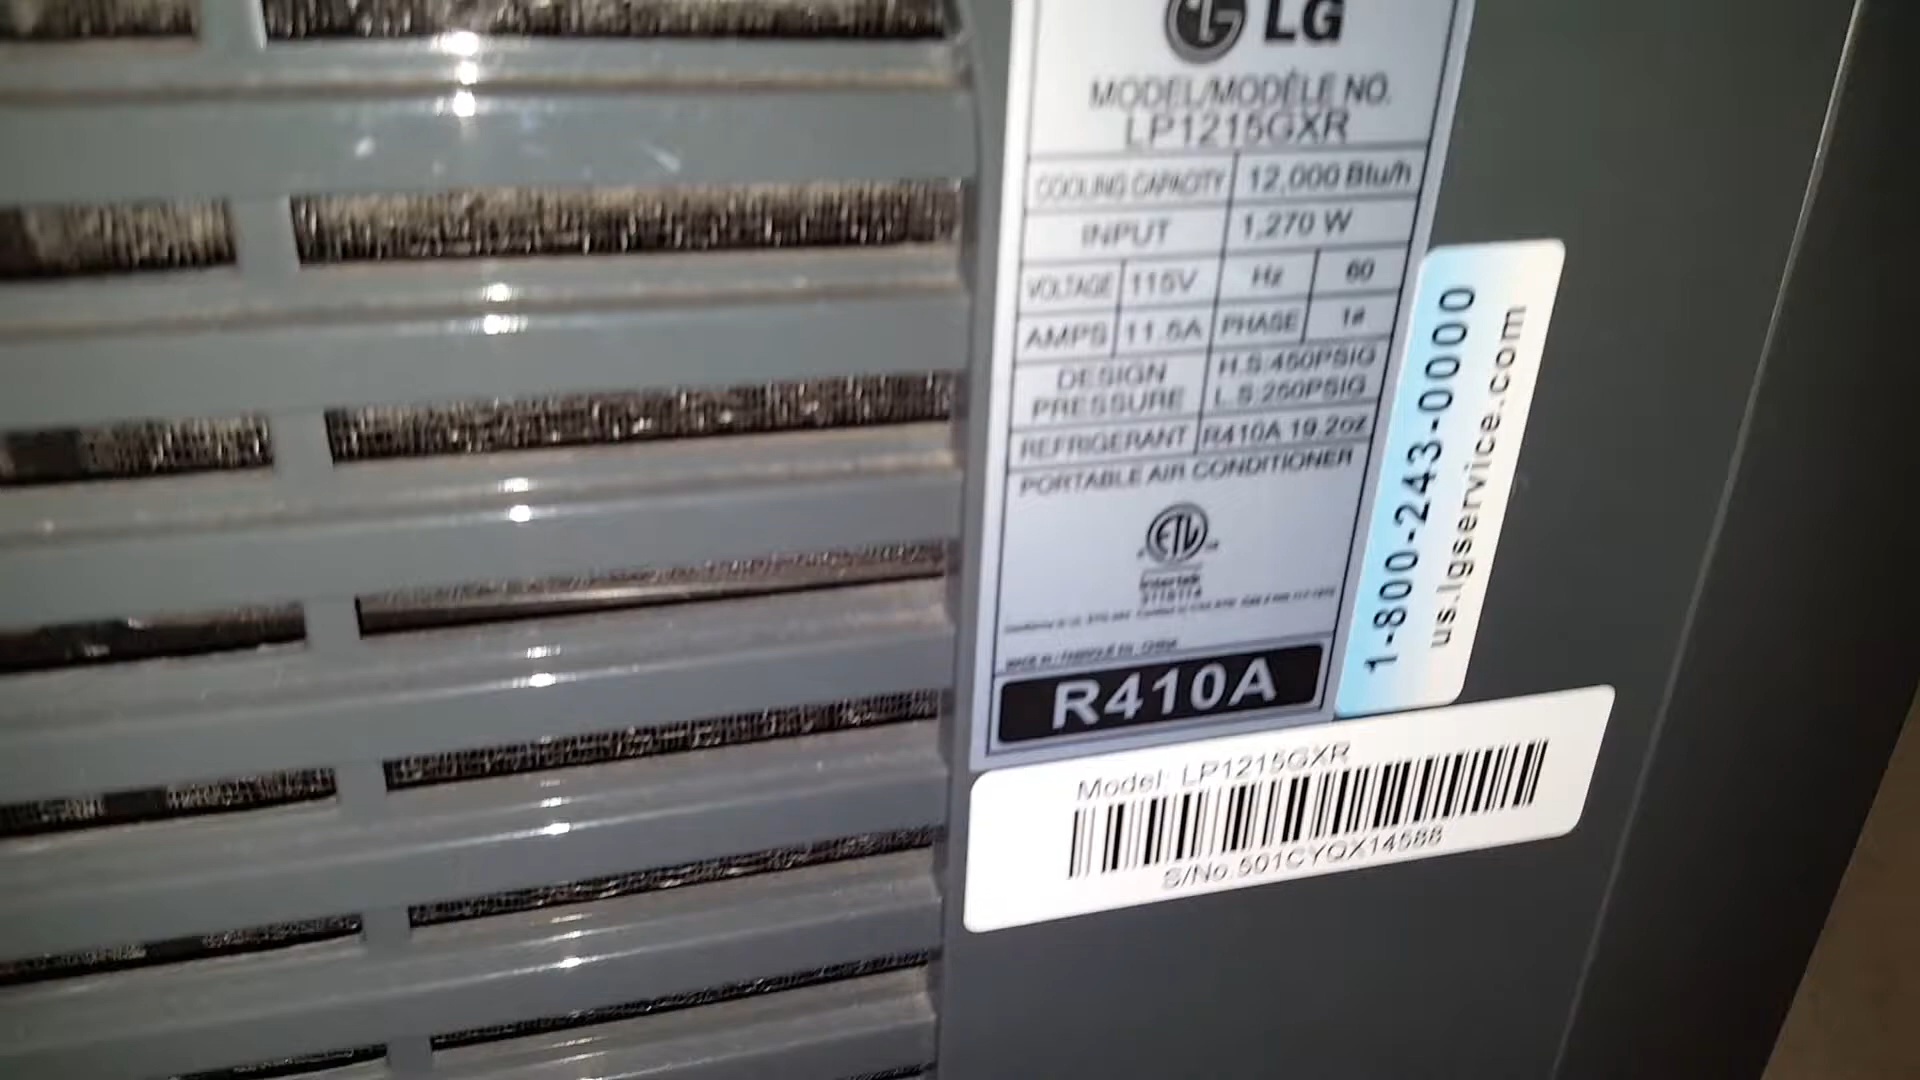 LG
MODEL/MODÈLE NO.
LP1215GXR
COOLING CAPACITY 12,000 Btu/h
INPUT 1,270 W
VOLTAGE 115V Hz 60
AMPS 11.5A PHASE 1
DESIGN PRESSURE H.S:450PSIG
L.S:250PSIG
REFRIGERANT R410A 19.2oz
PORTABLE AIR CONDITIONER
ETL
Intertek
R410A
1-800-243-0000
us.lgservice.com
Model: LP1215GXR
S/No.501CYQX14588